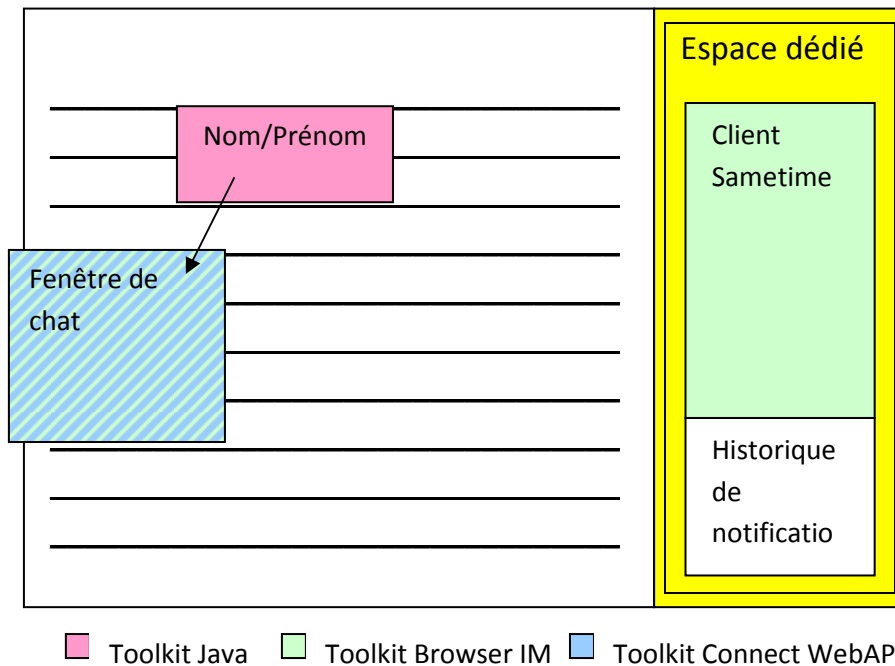 Espace dédié
Nom/Prénom
Client
Sametime
Fenêtre de
chat
Historique
de
notificatio
Toolkit Java
Toolkit Browser IM
Toolkit Connect WebAP